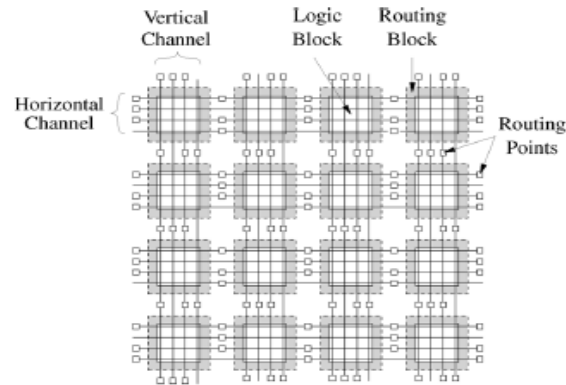 Vertical
Channel
Logic
Block
Routing
Block
Horizontal
Channel
Routing
Points